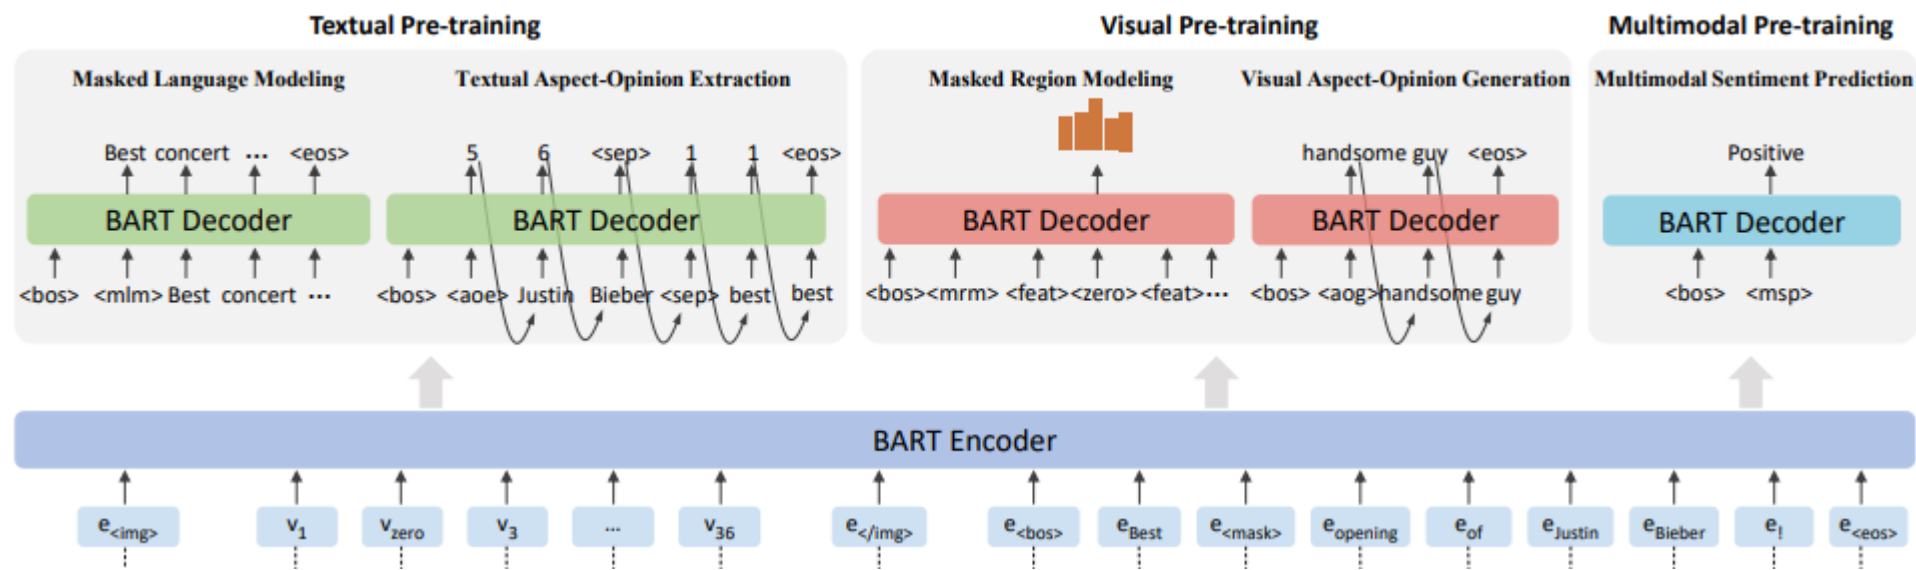 Textual Pre-training Visual Pre-training Multimodal Pre-training
Masked Language Modeling Textual Aspect-Opinion Extraction Masked Region Modeling Visual Aspect-Opinion Generation Multimodal Sentiment Prediction
Best concert ... <eos> 5 6 <sep> 1 1 <eos> handsome guy <eos> Positive
BART Decoder BART Decoder BART Decoder BART Decoder BART Decoder
<bos> <mlm> Best concert ... <bos> <aoe> Justin Bieber <sep> best best <bos> <mrm> <feat> <zero> <feat> ... <bos> <aog> handsome guy <bos> <msp>
BART Encoder
e<img> v1 vzero v3 ... v36 e</img> e<bos> eBest e<mask> eopening eof eJustin eBieber e! e<eos>